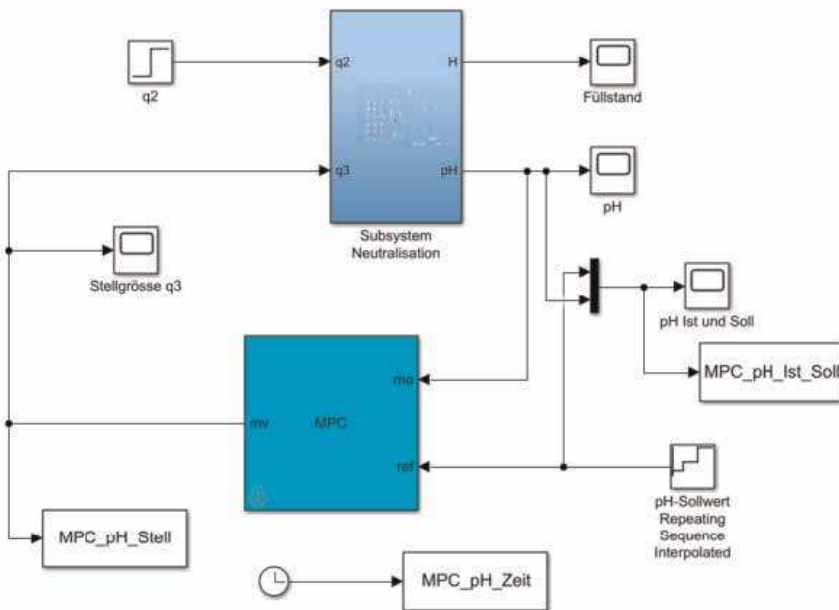 q2
q2
H
Füllstand
q3
pH
pH
Subsystem
Neutralisation
Stellgrösse q3
pH Ist und Soll
MPC_pH_Ist_Soll
mo
mv
MPC
ref
pH-Sollwert
Repeating
Sequence
Interpolated
MPC_pH_Stell
MPC_pH_Zeit